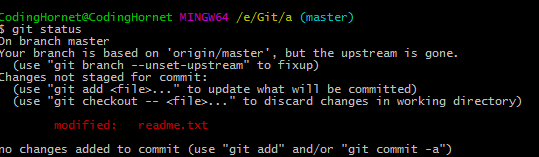 CodingHornet@CodingHornet MINGW64 /e/Git/a (master)
$ git status
On branch master
Your branch is based on 'origin/master', but the upstream is gone.
  (use "git branch --unset-upstream" to fixup)
Changes not staged for commit:
  (use "git add <file>..." to update what will be committed)
  (use "git checkout -- <file>..." to discard changes in working directory)
        modified:   readme.txt
no changes added to commit (use "git add" and/or "git commit -a")